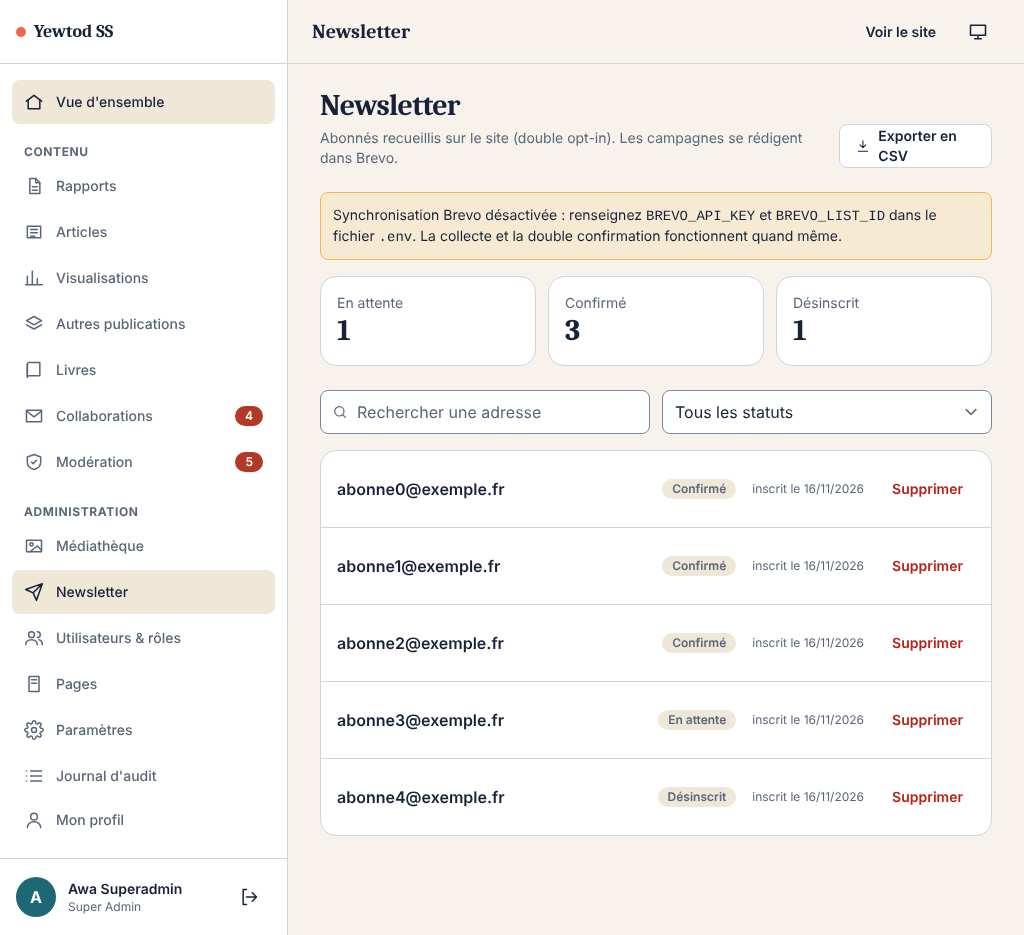 Yewtod SS
Vue d'ensemble
CONTENU
Rapports
Articles
Visualisations
Autres publications
Livres
Collaborations 4
Modération 5
ADMINISTRATION
Médiathèque
Newsletter
Utilisateurs & rôles
Pages
Paramètres
Journal d'audit
Mon profil
A
Awa Superadmin
Super Admin
Newsletter
Voir le site
Newsletter
Abonnés recueillis sur le site (double opt-in). Les campagnes se rédigent
dans Brevo.
Exporter en
CSV
Synchronisation Brevo désactivée : renseignez BREVO_API_KEY et BREVO_LIST_ID dans le
fichier .env. La collecte et la double confirmation fonctionnent quand même.
En attente
1
Confirmé
3
Désinscrit
1
Rechercher une adresse
Tous les statuts
abonne0@exemple.fr Confirmé inscrit le 16/11/2026 Supprimer
abonne1@exemple.fr Confirmé inscrit le 16/11/2026 Supprimer
abonne2@exemple.fr Confirmé inscrit le 16/11/2026 Supprimer
abonne3@exemple.fr En attente inscrit le 16/11/2026 Supprimer
abonne4@exemple.fr Désinscrit inscrit le 16/11/2026 Supprimer